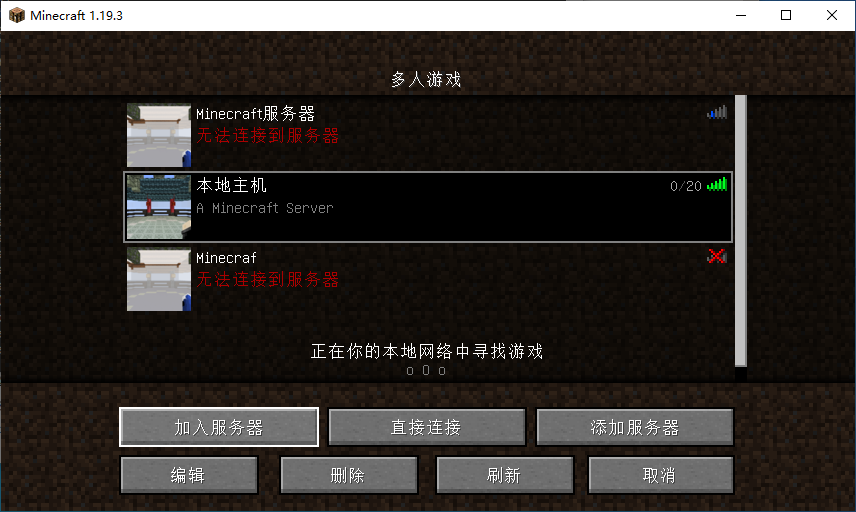 Minecraft 1.19.3
多人游戏
Minecraft服务器
无法连接到服务器
本地主机 0/20
A Minecraft Server
Minecraf
无法连接到服务器
正在你的本地网络中寻找游戏
o O o
加入服务器 直接连接 添加服务器
编辑 删除 刷新 取消